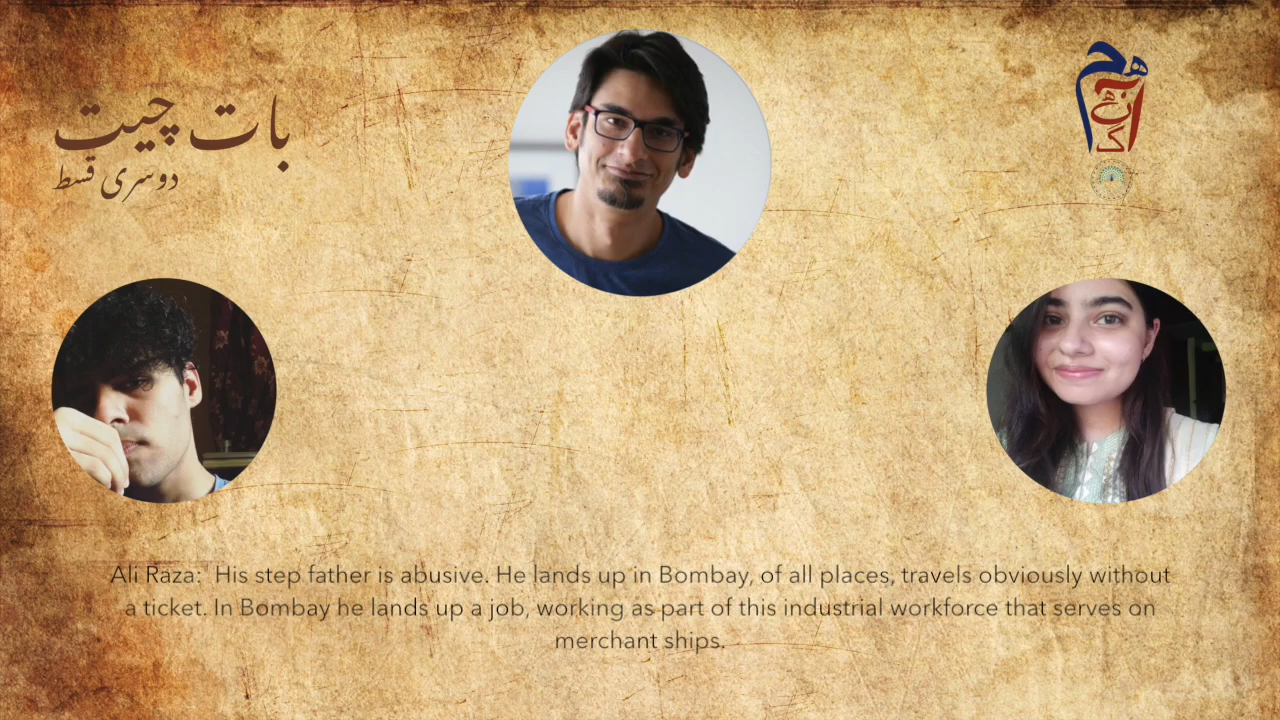 بات چیت
دوسری قسط
ہم
آہنگ
Ali Raza:  His step father is abusive. He lands up in Bombay, of all places, travels obviously without
a ticket. In Bombay he lands up a job, working as part of this industrial workforce that serves on
merchant ships.